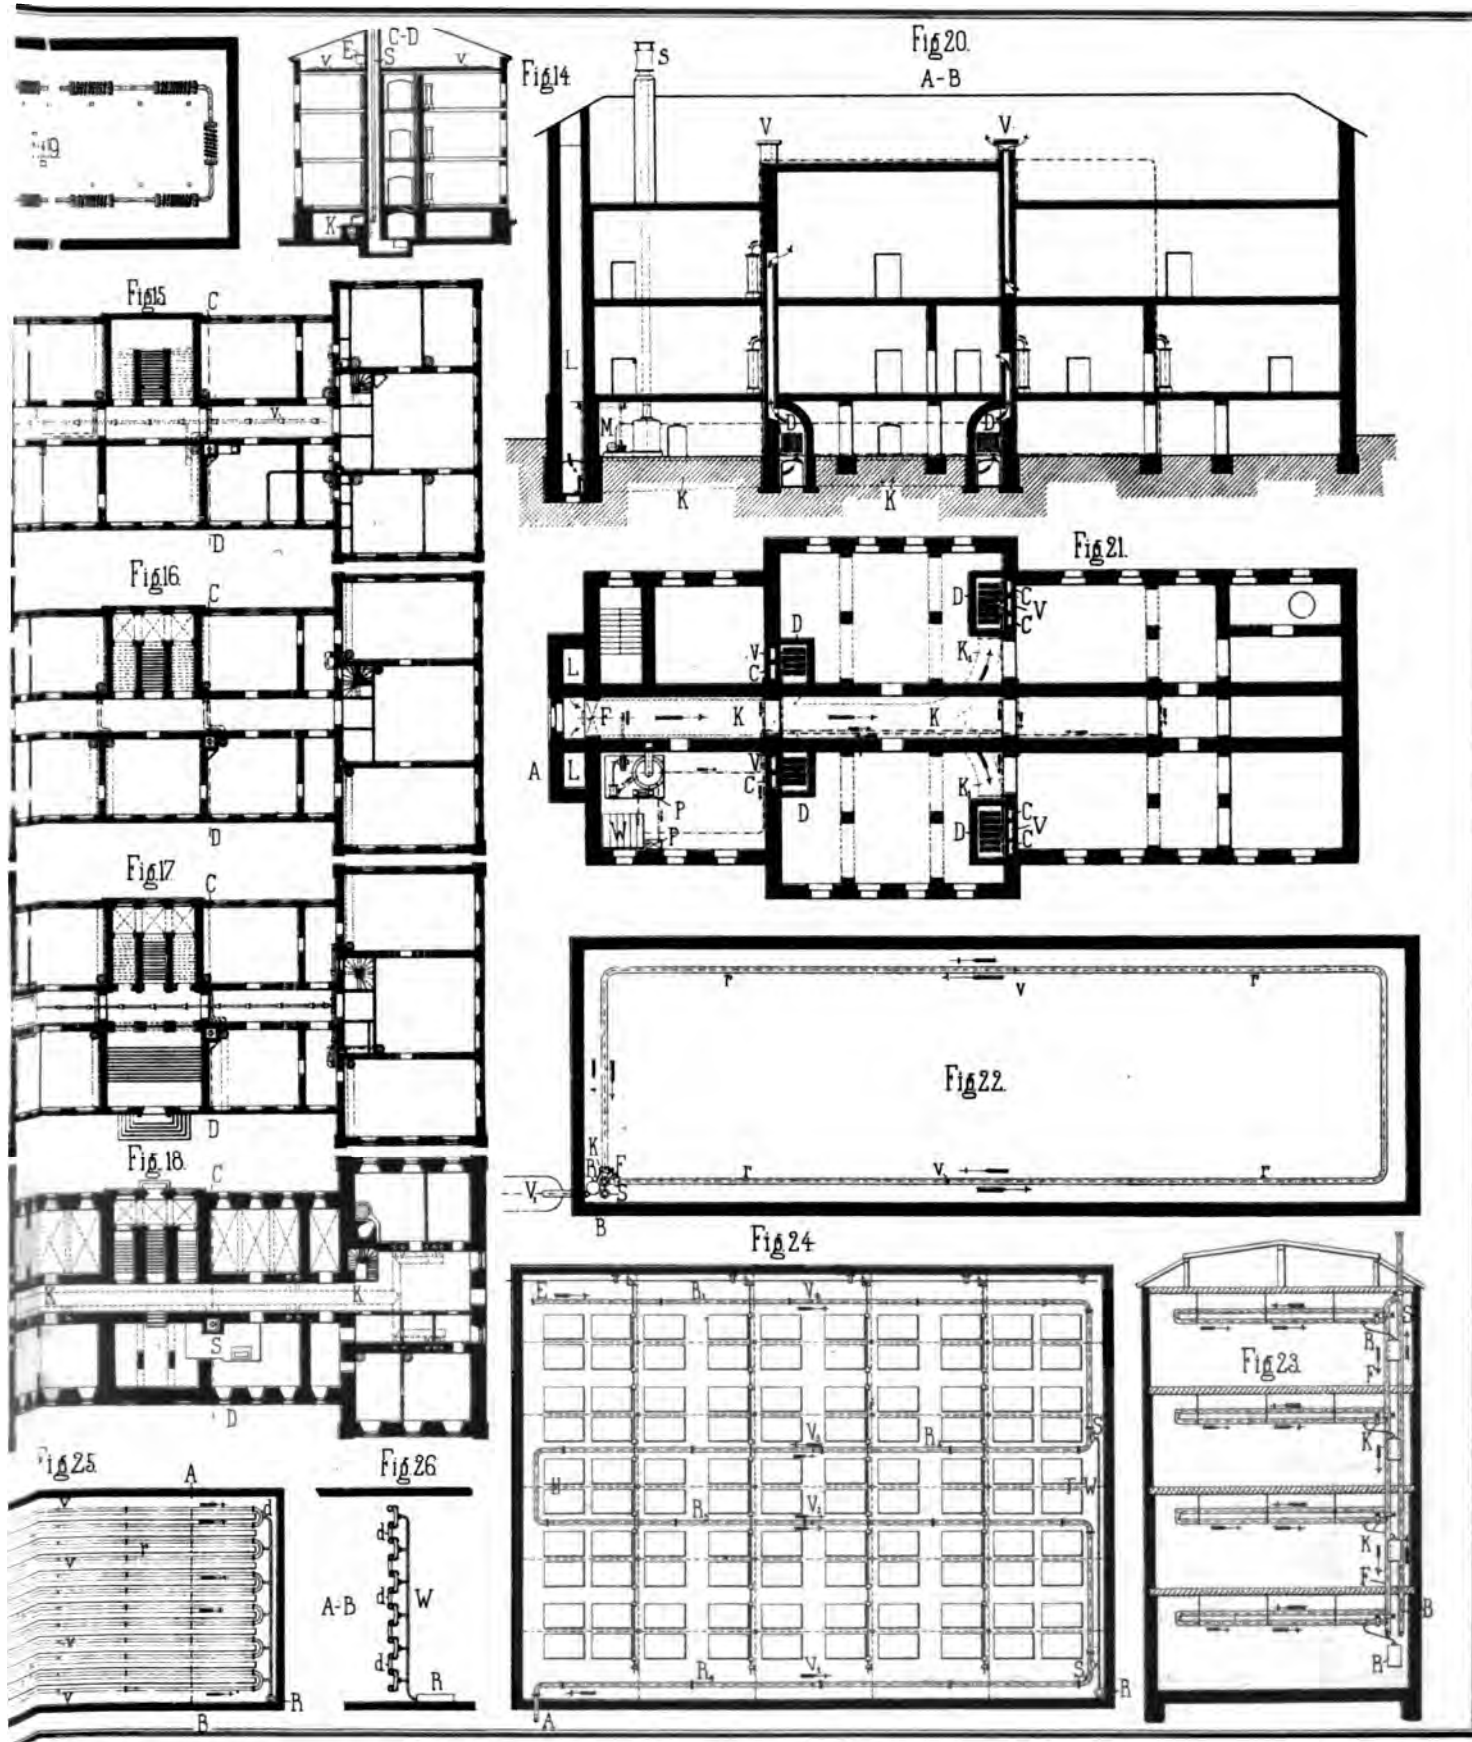 C-D
E
S
v
v
Fig.14
K
Fig.20.
A-B
S
V
V
L
M
D
D
K
K
Fig.15
C
V,
D
Fig.16.
C
D
Fig.17
C
D
Fig. 18.
C
K
K
S
D
Fig.21.
D
C
V
C
D
V
C
K,
L
F
K
K
A
L
V
C
K,
P
D
D
C
V
C
W
P
r
v
r
Fig.22.
K
R
F
r
v,
r
V,
S
B
Fig.24
E
R,
V,
S
V,
R,
H
T W
R,
V,
R,
V,
S
R
A
S
R
Fig.23.
F
K
K
F
B
R
Fig.25.
A
v
d
r
v
v
v
R
B
Fig.26.
d
A-B
d
W
d
R